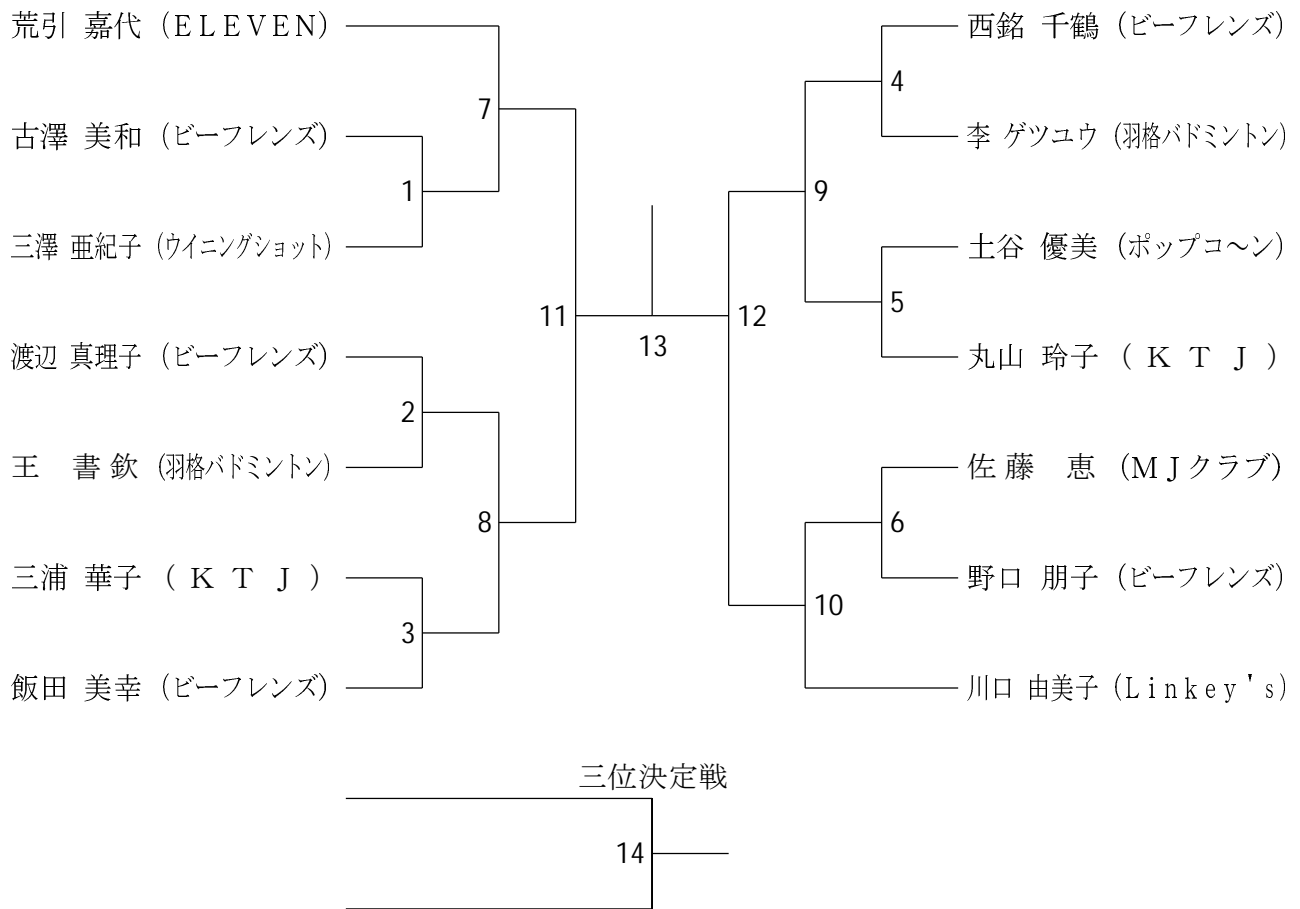 荒引 嘉代 (ＥＬＥＶＥＮ)
古澤 美和 (ビーフレンズ)
三澤 亜紀子 (ウイニングショット)
渡辺 真理子 (ビーフレンズ)
王　書欽 (羽格バドミントン)
三浦 華子 (ＫＴＪ)
飯田 美幸 (ビーフレンズ)
1
2
3
7
8
11
13
12
9
10
4
5
6
西銘 千鶴 (ビーフレンズ)
李 ゲツユウ (羽格バドミントン)
土谷 優美 (ポップコ～ン)
丸山 玲子 (ＫＴＪ)
佐藤　恵 (ＭＪクラブ)
野口 朋子 (ビーフレンズ)
川口 由美子 (Ｌｉｎｋｅｙ'ｓ)
三位決定戦
14